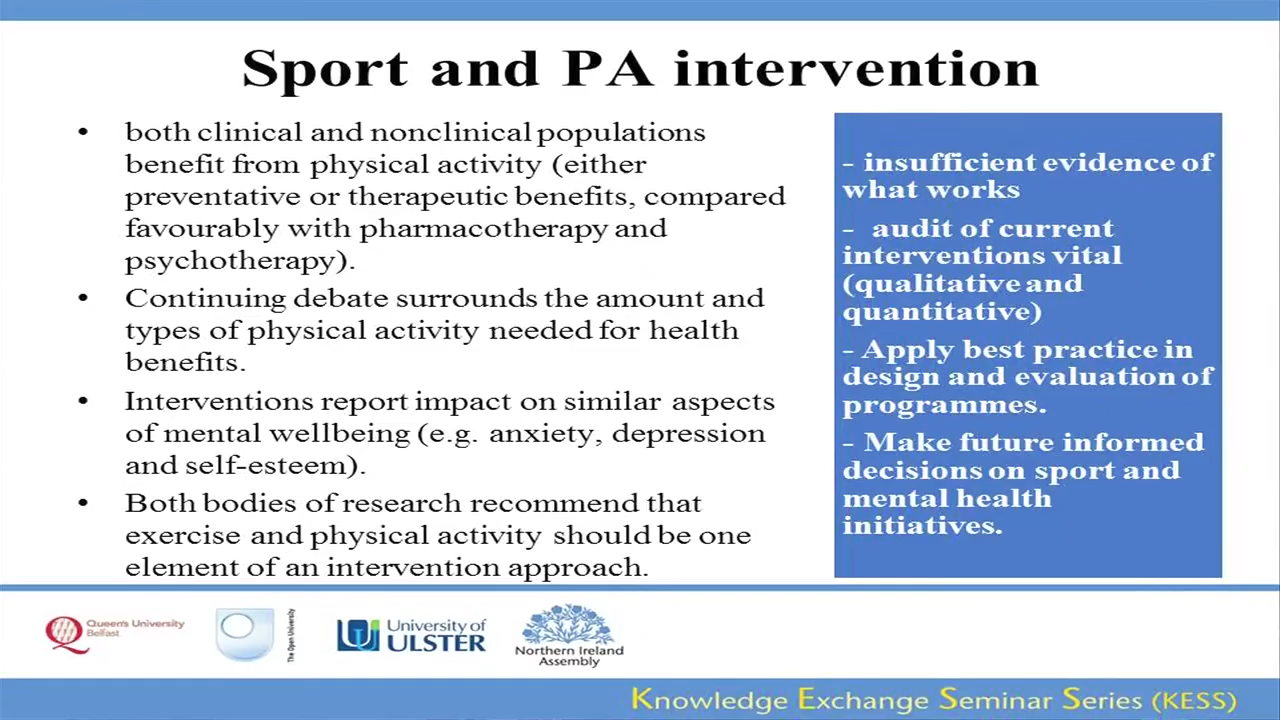 Sport and PA intervention
• both clinical and nonclinical populations
benefit from physical activity (either
preventative or therapeutic benefits, compared
favourably with pharmacotherapy and
psychotherapy).
• Continuing debate surrounds the amount and
types of physical activity needed for health
benefits.
• Interventions report impact on similar aspects
of mental wellbeing (e.g. anxiety, depression
and self-esteem).
• Both bodies of research recommend that
exercise and physical activity should be one
element of an intervention approach.
- insufficient evidence of
what works
- audit of current
interventions vital
(qualitative and
quantitative)
- Apply best practice in
design and evaluation of
programmes.
- Make future informed
decisions on sport and
mental health
initiatives.
Queen's University
Belfast
The Open University
University of
ULSTER
Northern Ireland
Assembly
Knowledge Exchange Seminar Series (KESS)